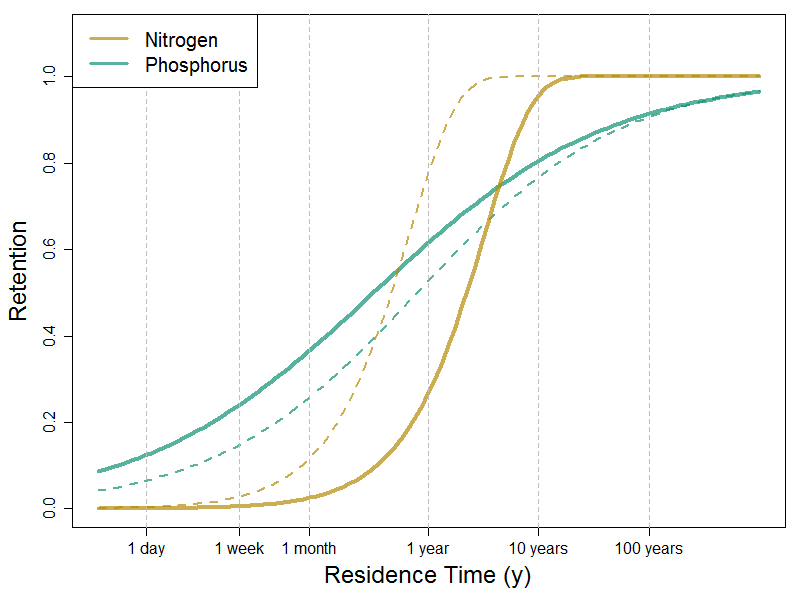 Nitrogen
Phosphorus
Retention
1.0
0.8
0.6
0.4
0.2
0.0
1 day 1 week 1 month 1 year 10 years 100 years
Residence Time (y)